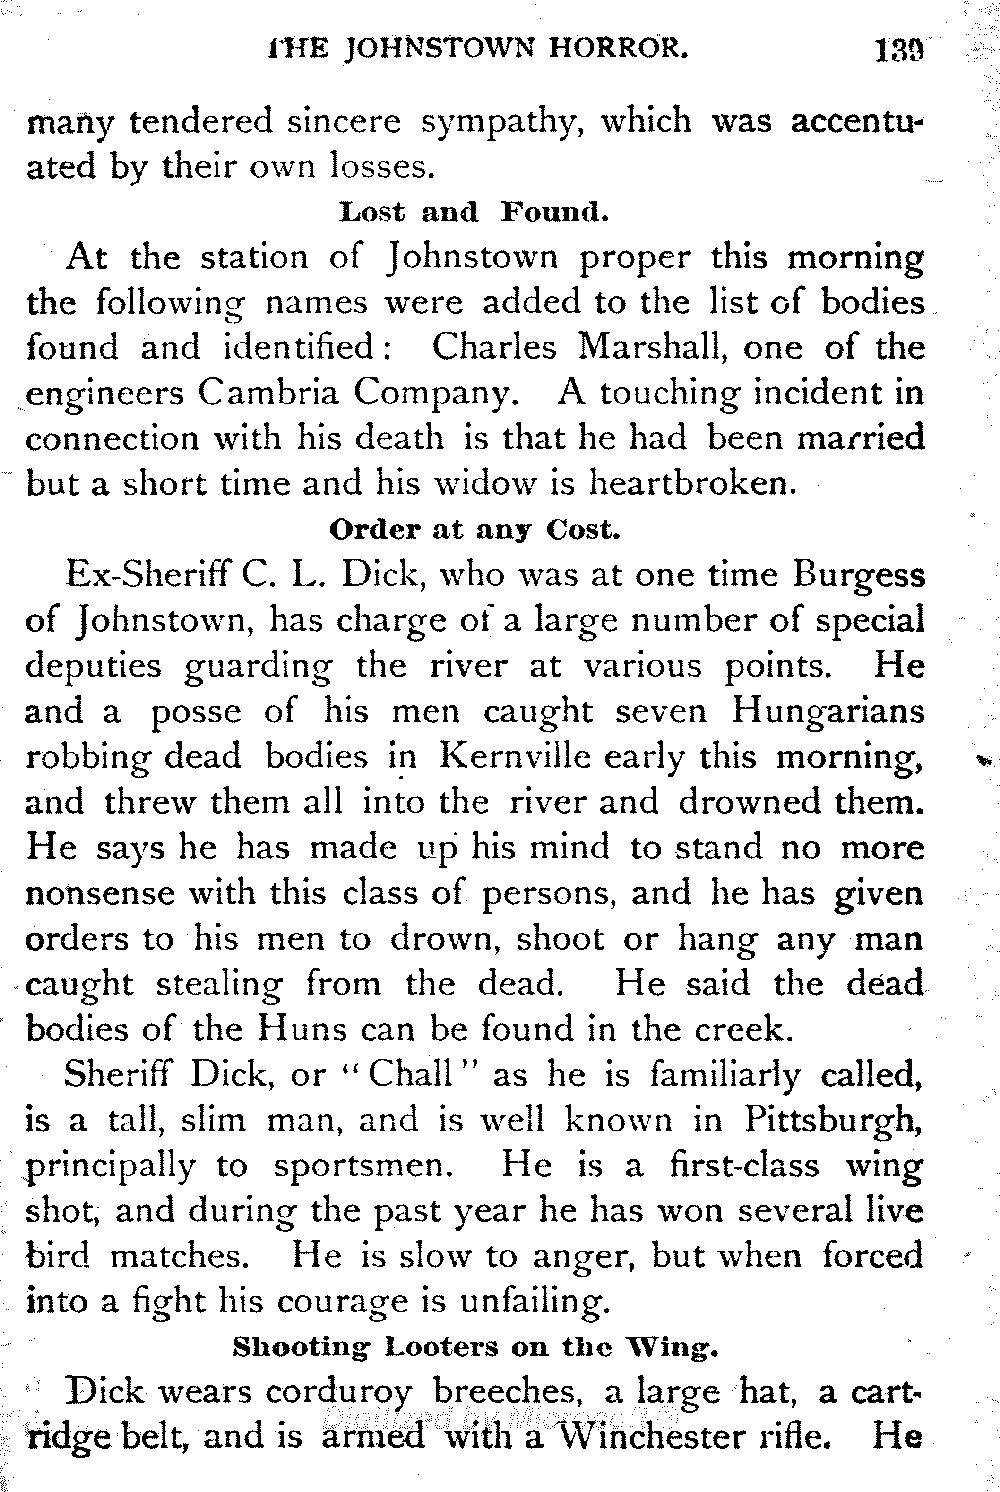 THE JOHNSTOWN HORROR. 139
many tendered sincere sympathy, which was accentu-
ated by their own losses.
Lost and Found.
At the station of Johnstown proper this morning
the following names were added to the list of bodies
found and identified: Charles Marshall, one of the
engineers Cambria Company. A touching incident in
connection with his death is that he had been married
but a short time and his widow is heartbroken.
Order at any Cost.
Ex-Sheriff C. L. Dick, who was at one time Burgess
of Johnstown, has charge of a large number of special
deputies guarding the river at various points. He
and a posse of his men caught seven Hungarians
robbing dead bodies in Kernville early this morning,
and threw them all into the river and drowned them.
He says he has made up his mind to stand no more
nonsense with this class of persons, and he has given
orders to his men to drown, shoot or hang any man
caught stealing from the dead. He said the dead
bodies of the Huns can be found in the creek.
Sheriff Dick, or "Chall" as he is familiarly called,
is a tall, slim man, and is well known in Pittsburgh,
principally to sportsmen. He is a first-class wing
shot, and during the past year he has won several live
bird matches. He is slow to anger, but when forced
into a fight his courage is unfailing.
Shooting Looters on the Wing.
Dick wears corduroy breeches, a large hat, a cart-
ridge belt, and is armed with a Winchester rifle. He